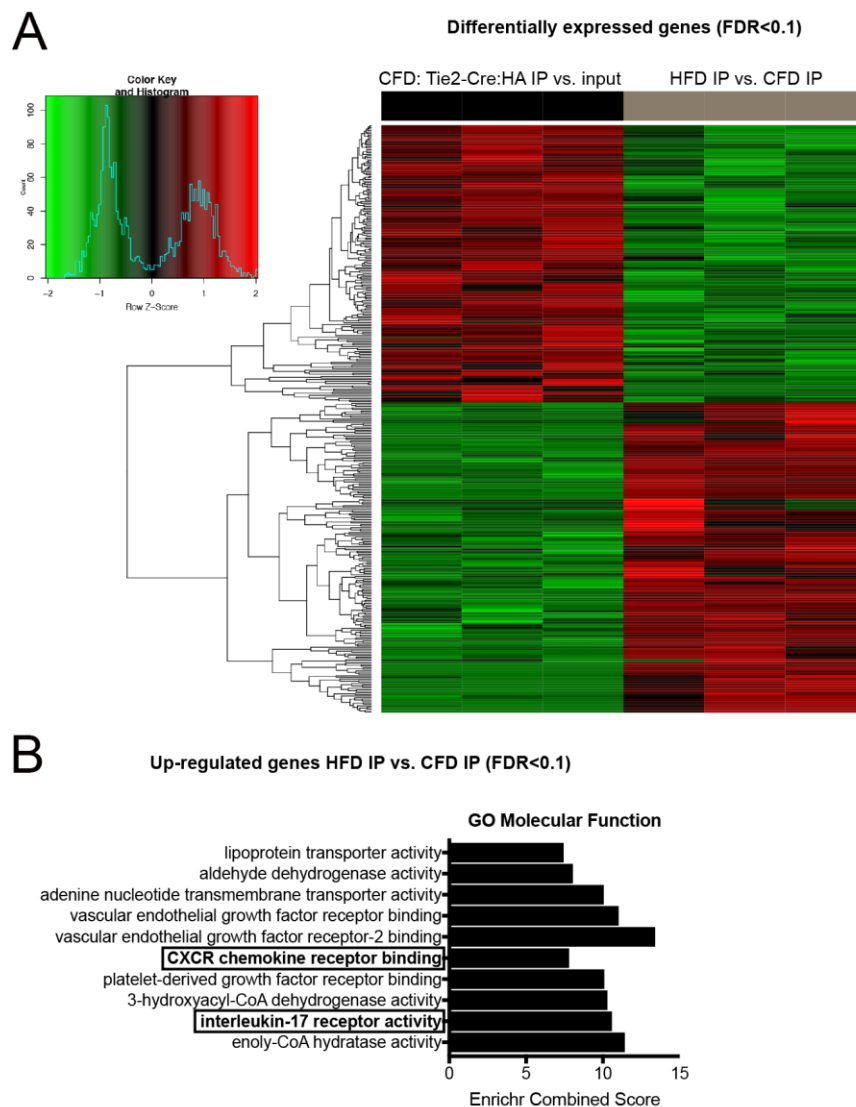 A
Differentially expressed genes (FDR<0.1)
Color Key
and Histogram
CFD: Tie2-Cre:HA IP vs. input
HFD IP vs. CFD IP
Count
0 20 40 60 80 100
-2 -1 0 1 2
Row Z-Score
B
Up-regulated genes HFD IP vs. CFD IP (FDR<0.1)
GO Molecular Function
lipoprotein transporter activity
aldehyde dehydrogenase activity
adenine nucleotide transmembrane transporter activity
vascular endothelial growth factor receptor binding
vascular endothelial growth factor receptor-2 binding
CXCR chemokine receptor binding
platelet-derived growth factor receptor binding
3-hydroxyacyl-CoA dehydrogenase activity
interleukin-17 receptor activity
enoly-CoA hydratase activity
0 5 10 15
Enrichr Combined Score